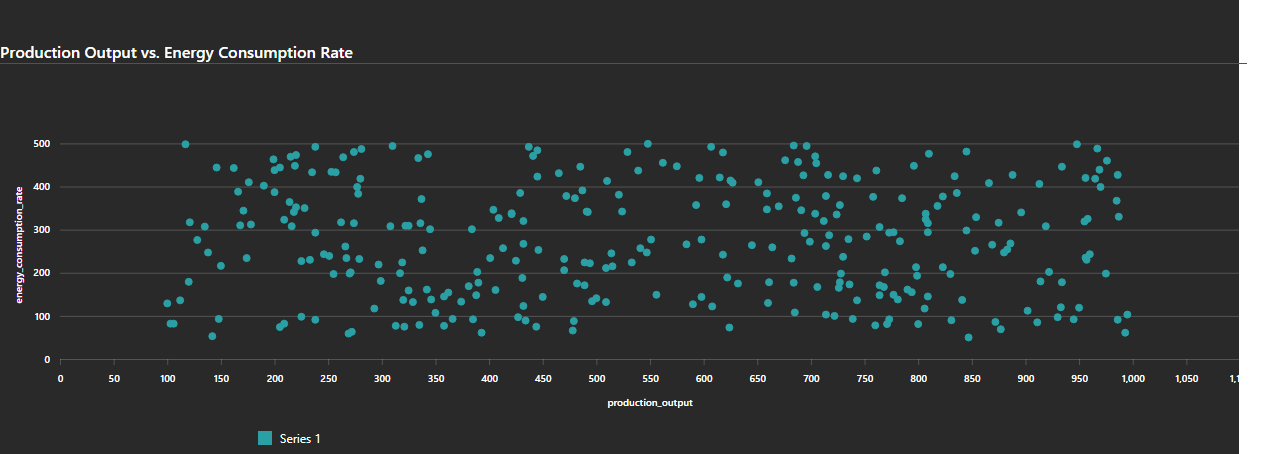 Production Output vs. Energy Consumption Rate
energy_consumption_rate
500
400
300
200
100
0
0 50 100 150 200 250 300 350 400 450 500 550 600 650 700 750 800 850 900 950 1,000 1,050 1,1
production_output
Series 1